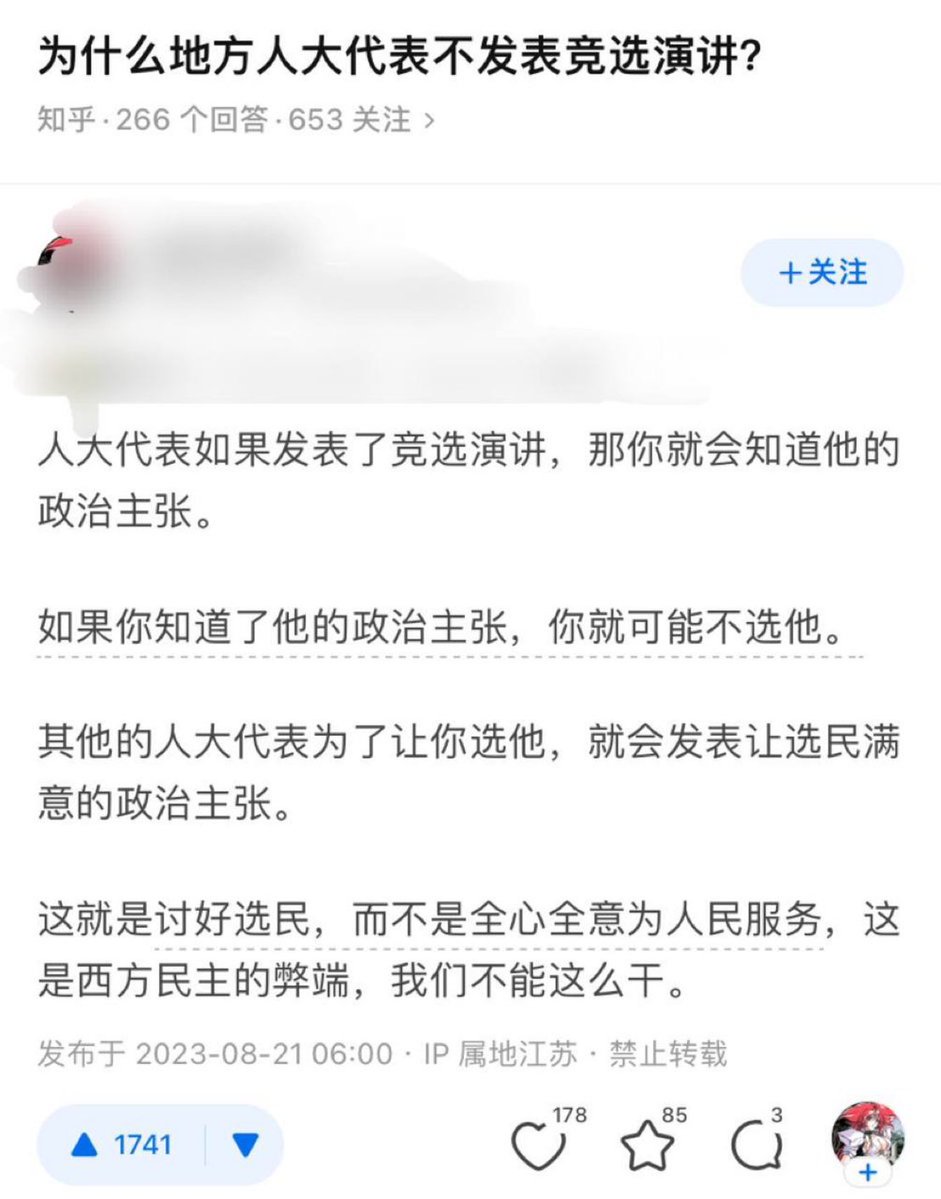 为什么地方人大代表不发表竞选演讲?
知乎 · 266 个回答 · 653 关注 >
+关注
人大代表如果发表了竞选演讲，那你就会知道他的
政治主张。
如果你知道了他的政治主张，你就可能不选他。
其他的人大代表为了让你选他，就会发表让选民满
意的政治主张。
这就是讨好选民，而不是全心全意为人民服务，这
是西方民主的弊端，我们不能这么干。
发布于 2023-08-21 06:00 · IP 属地江苏 · 禁止转载
1741
178
85
3